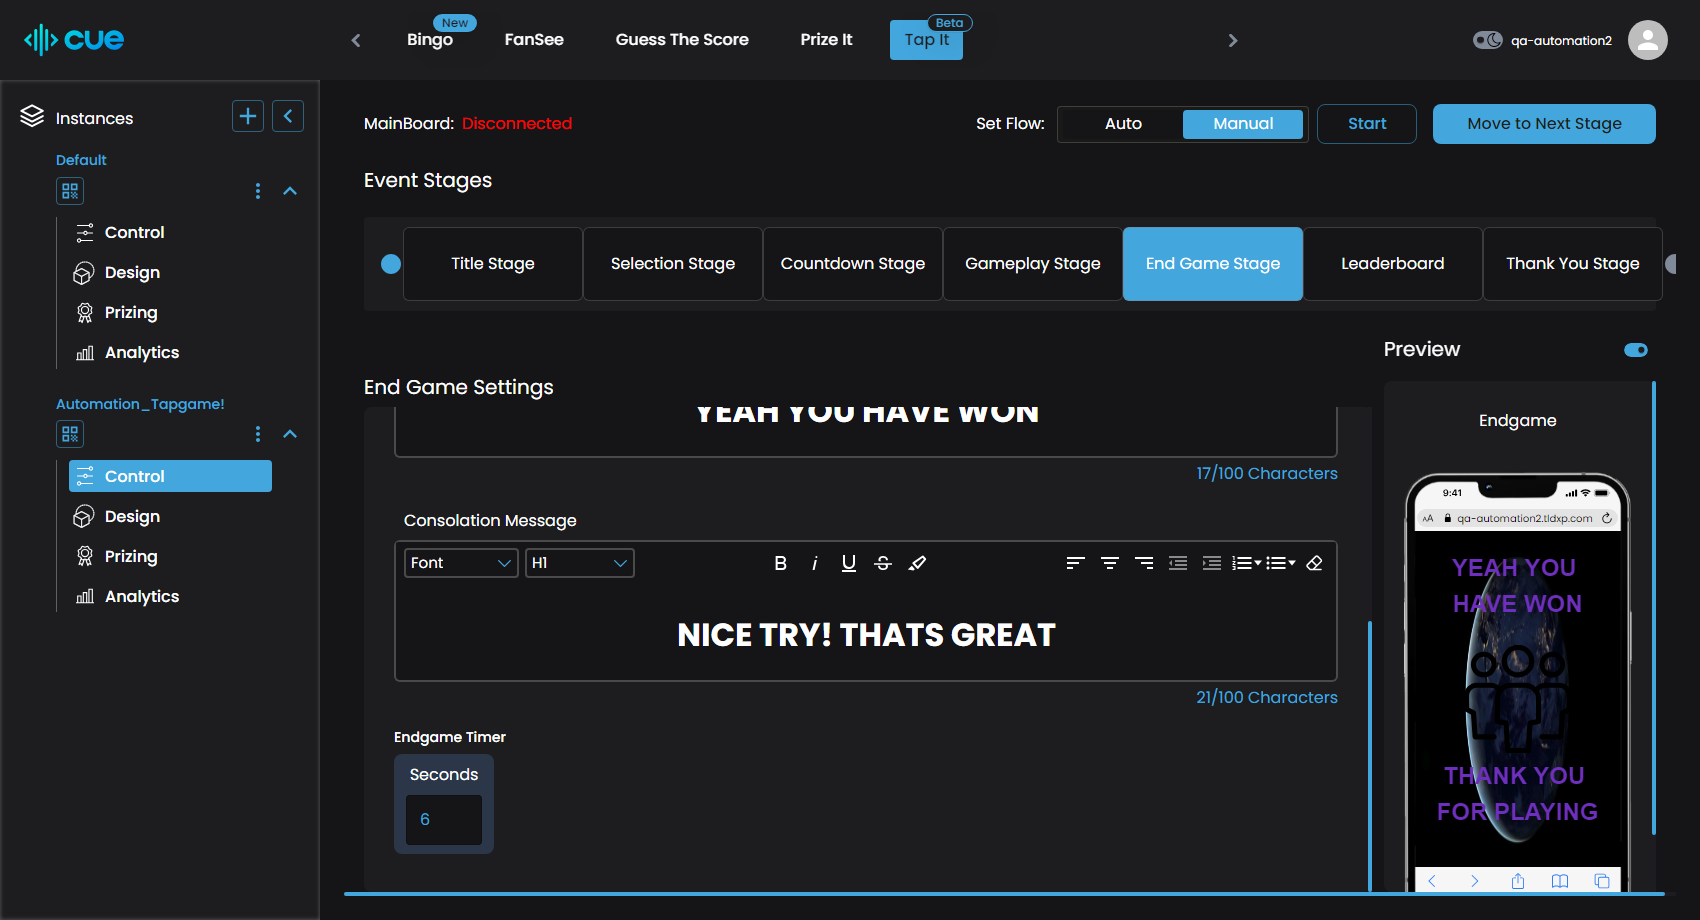 cue
New
Bingo
FanSee
Guess The Score
Prize It
Beta
Tap It
qa-automation2
Instances
Default
Control
Design
Prizing
Analytics
Automation_Tapgame!
Control
Design
Prizing
Analytics
MainBoard: Disconnected
Set Flow:
Auto
Manual
Start
Move to Next Stage
Event Stages
Title Stage
Selection Stage
Countdown Stage
Gameplay Stage
End Game Stage
Leaderboard
Thank You Stage
End Game Settings
YEAH YOU HAVE WON
17/100 Characters
Consolation Message
Font
H1
B
i
U
S
NICE TRY! THATS GREAT
21/100 Characters
Endgame Timer
Seconds
6
Preview
Endgame
9:41
AA qa-automation2.tldxp.com
YEAH YOU
HAVE WON
THANK YOU
FOR PLAYING